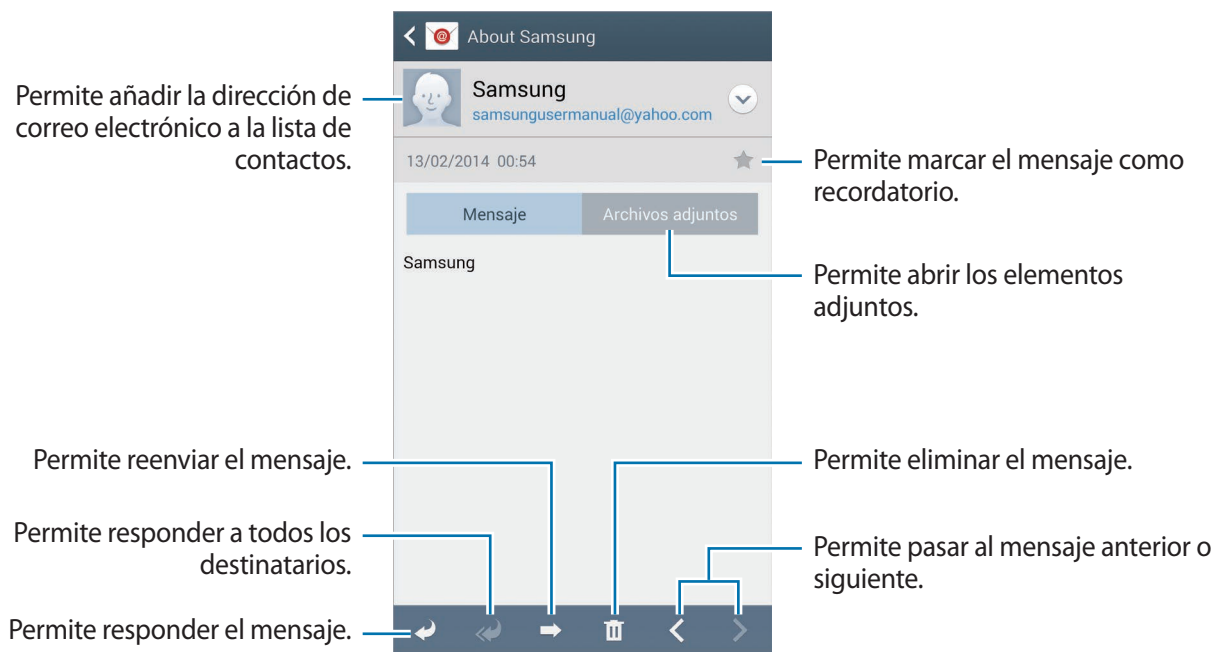 About Samsung
Samsung
samsungusermanual@yahoo.com
13/02/2014 00:54
Mensaje
Archivos adjuntos
Samsung
Permite añadir la dirección de
correo electrónico a la lista de
contactos.
Permite marcar el mensaje como
recordatorio.
Permite abrir los elementos
adjuntos.
Permite reenviar el mensaje.
Permite eliminar el mensaje.
Permite responder a todos los
destinatarios.
Permite pasar al mensaje anterior o
siguiente.
Permite responder el mensaje.